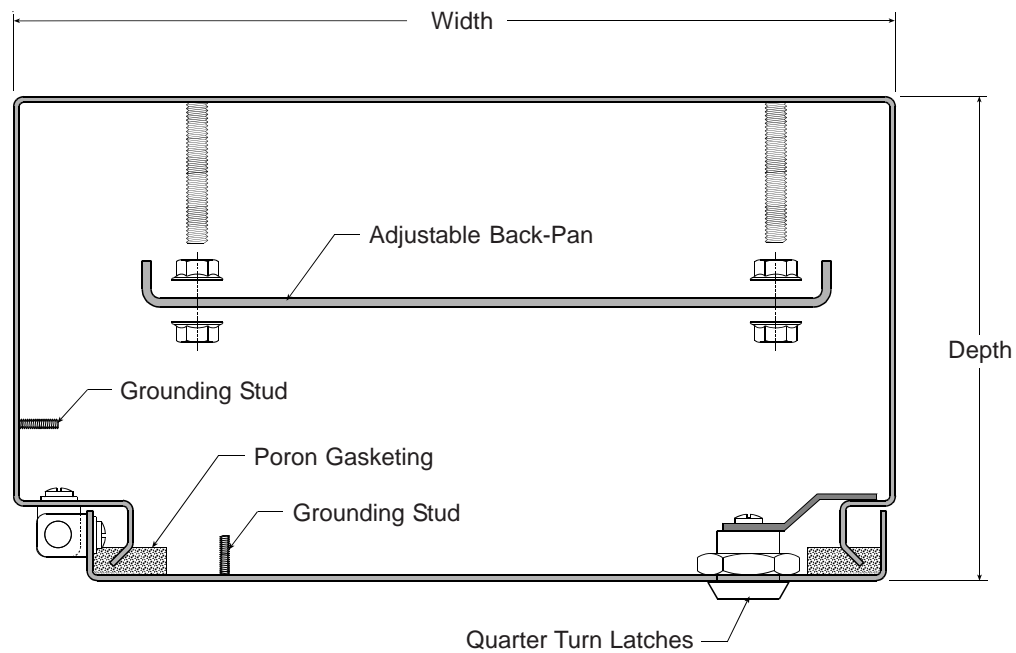 Width
Adjustable Back-Pan
Depth
Grounding Stud
Poron Gasketing
Grounding Stud
Quarter Turn Latches